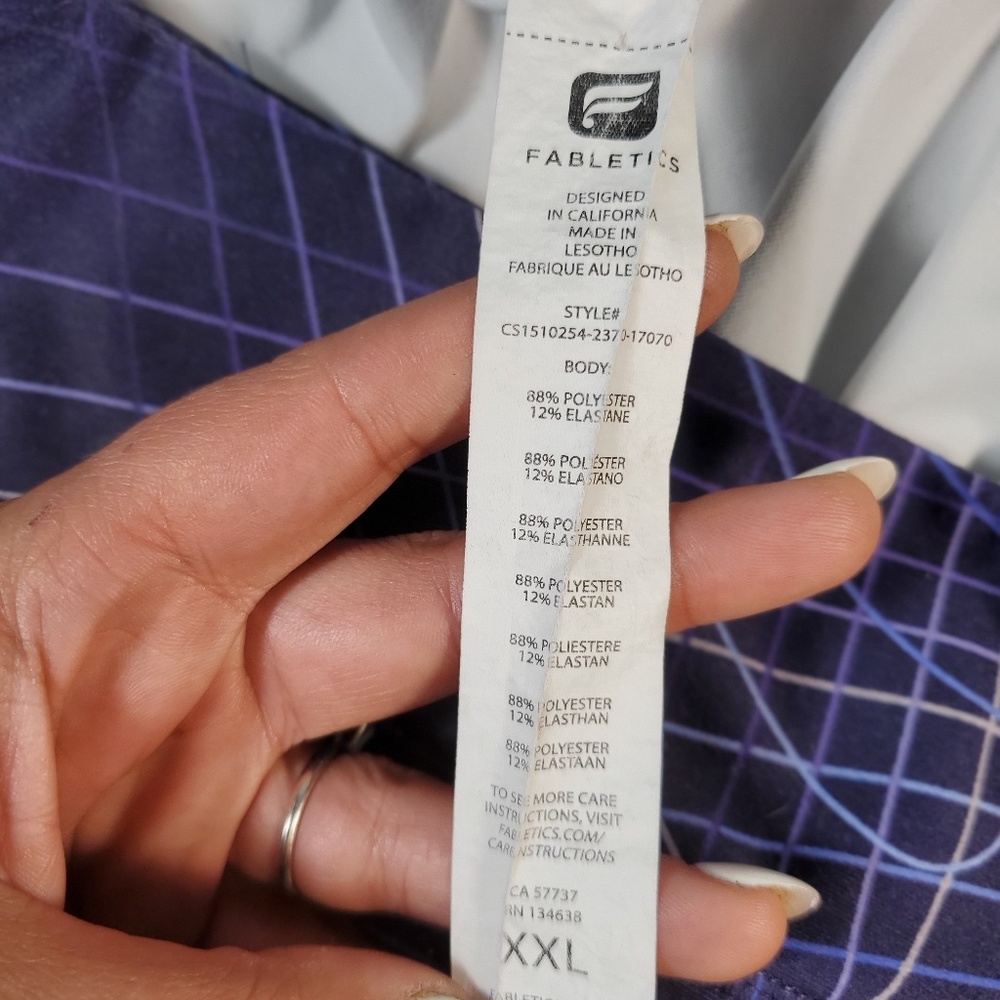 FABLETICS
DESIGNED
IN CALIFORNIA
MADE IN
LESOTHO
FABRIQUE AU LESOTHO
STYLE#
CS1510254-2370-17070
BODY:
88% POLYESTER
12% ELASTANE
88% POLIESTER
12% ELASTANO
88% POLYESTER
12% ELASTHANNE
88% POLYESTER
12% ELASTAN
88% POLIESTERE
12% ELASTAN
88% POLYESTER
12% ELASTHAN
88% POLYESTER
12% ELASTAAN
TO SEE MORE CARE
INSTRUCTIONS, VISIT
FABLETICS.COM/
CAREINSTRUCTIONS
CA 57737
RN 134638
XXL